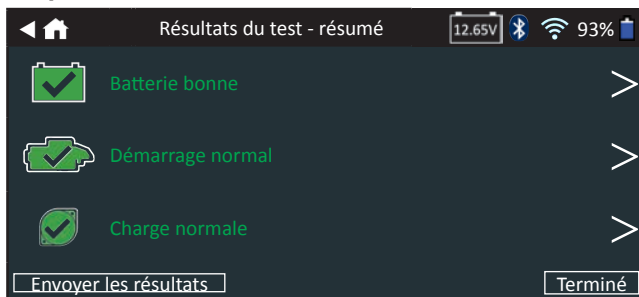 Résultats du test - résumé 12.65V 93%
Batterie bonne
Démarrage normal
Charge normale
Envoyer les résultats Terminé